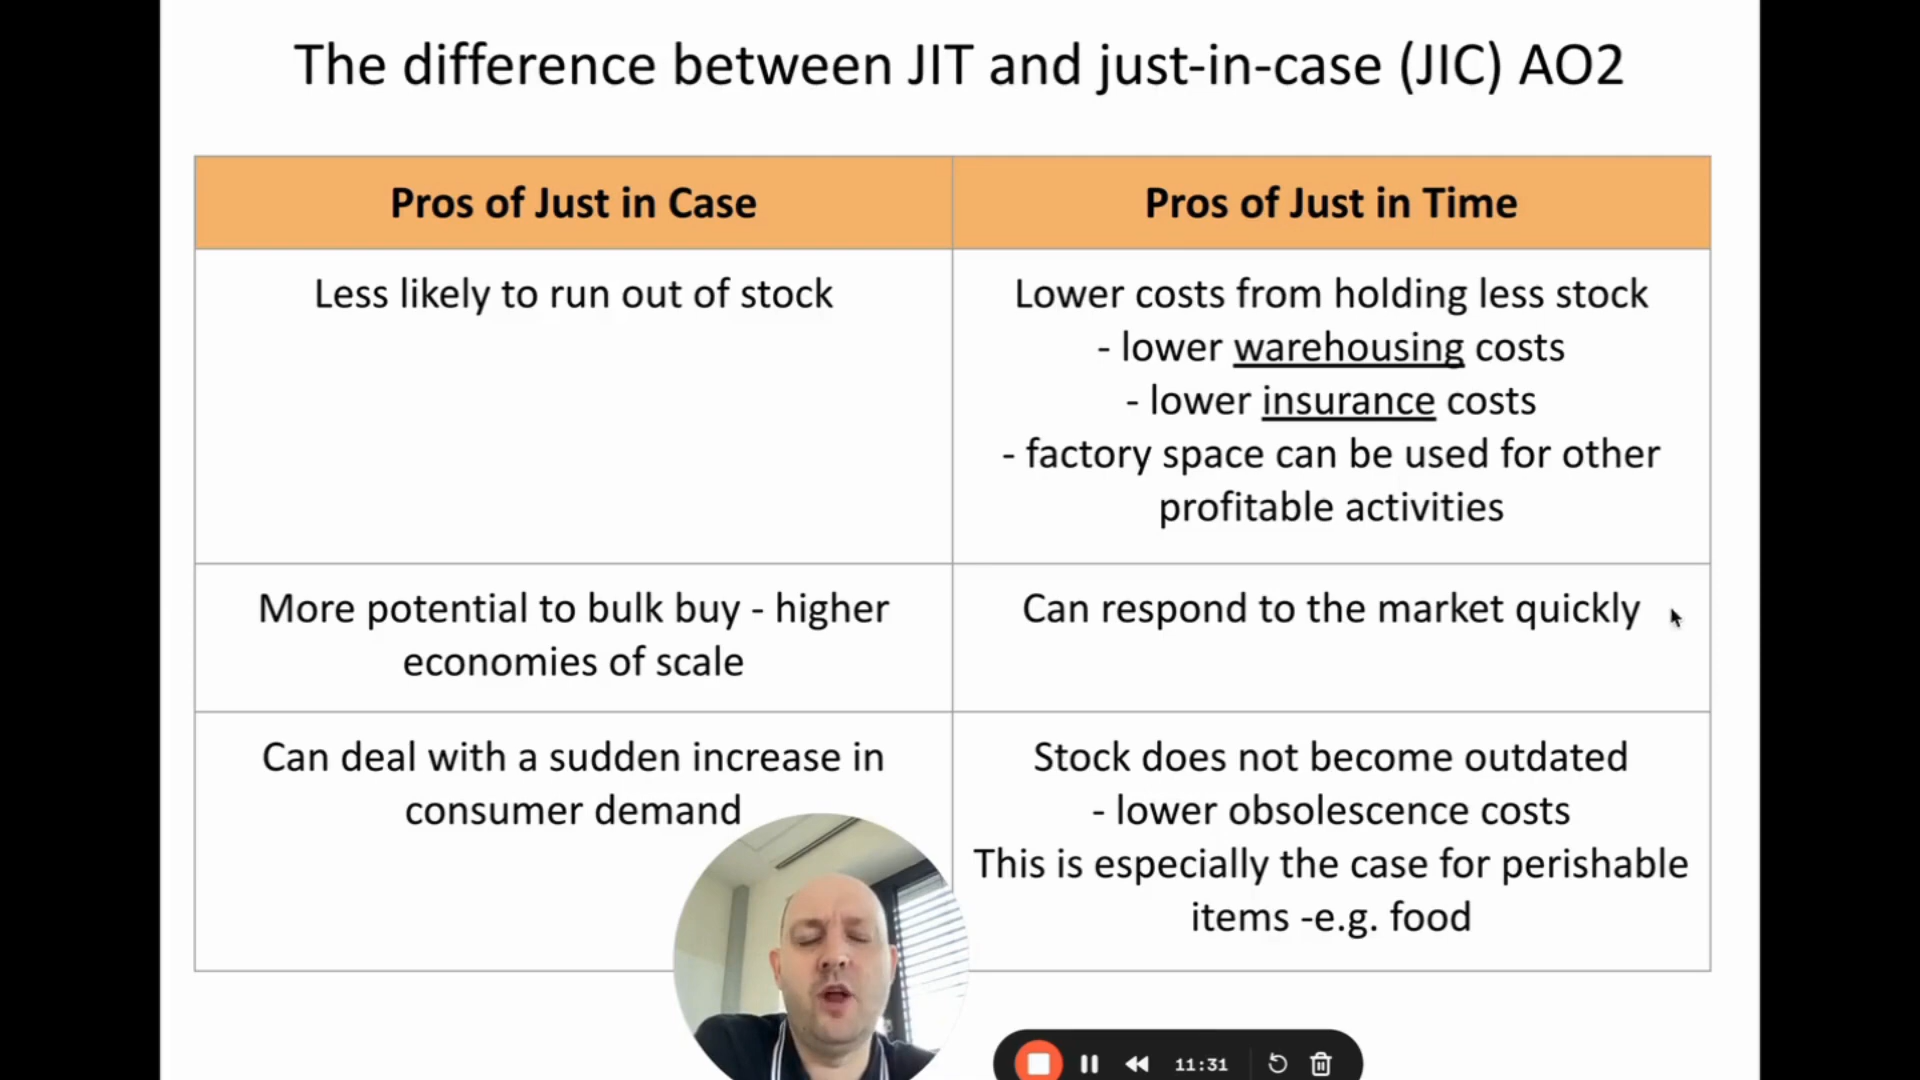 The difference between JIT and just-in-case (JIC) AO2
Pros of Just in Case
Pros of Just in Time
Less likely to run out of stock
Lower costs from holding less stock
- lower warehousing costs
- lower insurance costs
- factory space can be used for other
profitable activities
More potential to bulk buy - higher
economies of scale
Can respond to the market quickly
Can deal with a sudden increase in
consumer demand
Stock does not become outdated
- lower obsolescence costs
This is especially the case for perishable
items -e.g. food
11:31